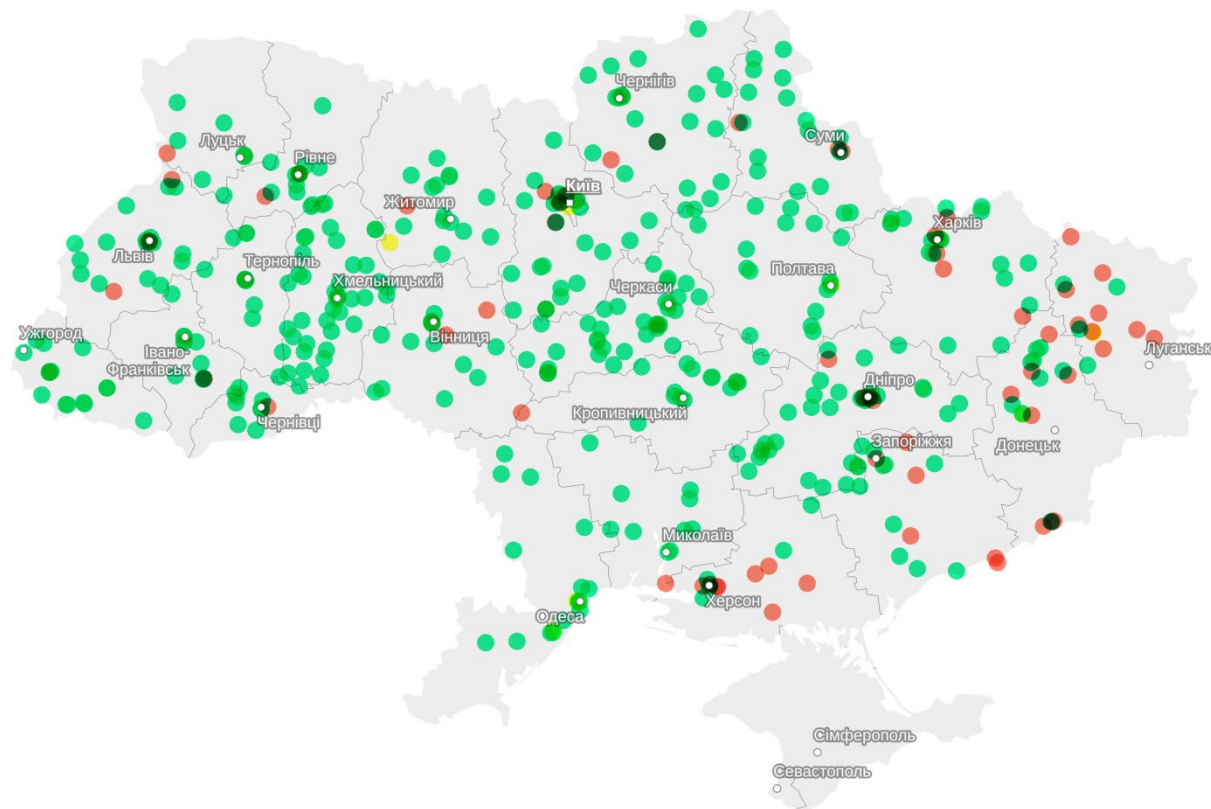 Чернігів
Луцьк
Рівне
Суми
Київ
Житомир
Харків
Львів
Тернопіль
Хмельницький
Полтава
Черкаси
Ужгород
Вінниця
Івано-
Франківськ
Луганськ
Дніпро
Кропивницький
Чернівці
Запоріжжя
Донецьк
Миколаїв
Херсон
Одеса
Сімферополь
Севастополь